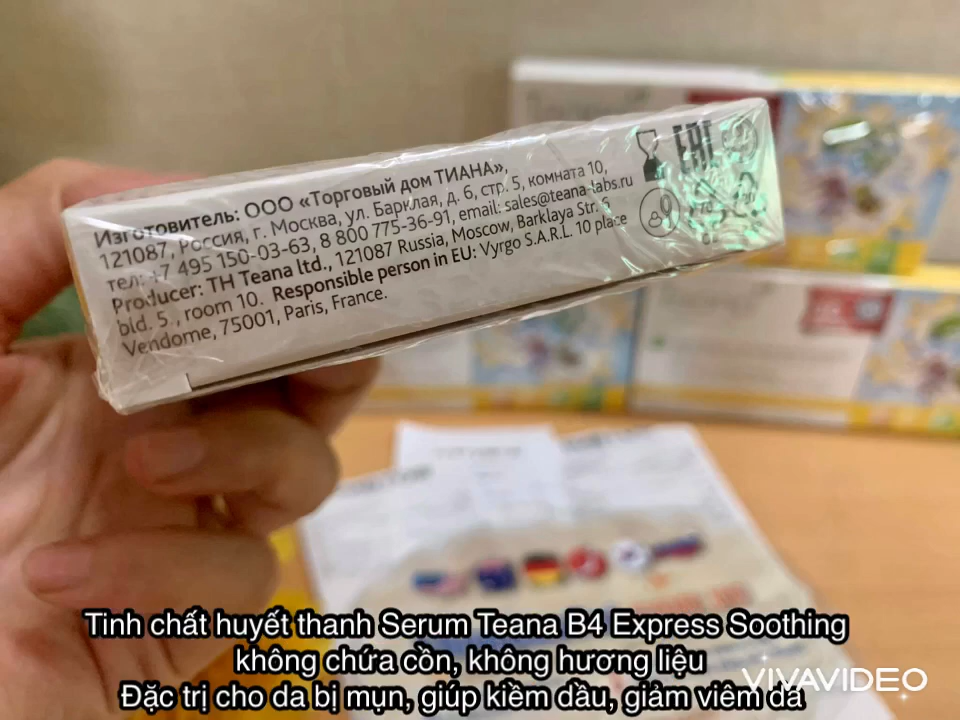 Изготовитель: ООО «Торговый дом ТИАНА»,
121087, Россия, г. Москва, ул. Барклая, д. 6, стр. 5, комната 10,
тел: +7 495 150-03-63, 8 800 775-36-91, email: sales@teana-labs.ru
Producer: TH Teana ltd., 121087 Russia, Moscow, Barklaya Str. 6
bld. 5 , room 10. Responsible person in EU: Vyrgo S.A.R.L. 10 place
Vendome, 75001, Paris, France.
EAC
Tinh chất huyết thanh Serum Teana B4 Express Soothing
không chứa cồn, không hương liệu
Đặc trị cho da bị mụn, giúp kiềm dầu, giảm viêm da
VIVAVIDEO